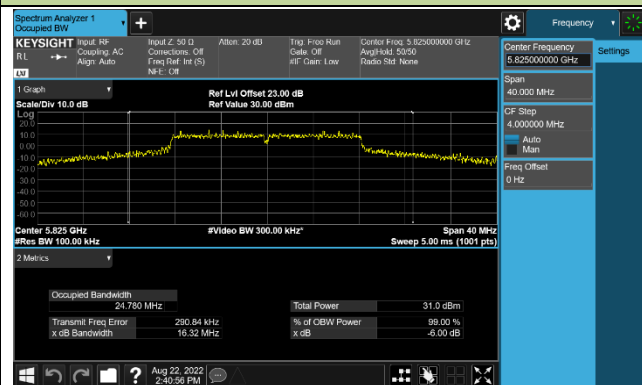 Spectrum Analyzer 1
Occupied BW
+
Frequency
KEYSIGHT
RL
LXI
Input: RF
Coupling: AC
Align: Auto
Input Z: 50 Ω
Corrections: Off
Freq Ref: Int (S)
NFE: Off
Atten: 20 dB
Trig: Free Run
Gate: Off
#IF Gain: Low
Center Freq: 5.825000000 GHz
Avg|Hold: 50/50
Radio Std: None
Center Frequency
5.825000000 GHz
Settings
Span
40.000 MHz
CF Step
4.000000 MHz
Auto
Man
Freq Offset
0 Hz
1 Graph
Scale/Div 10.0 dB
Ref Lvl Offset 23.00 dB
Ref Value 30.00 dBm
Log
20.0
10.0
0.00
-10.0
-20.0
-30.0
-40.0
-50.0
-60.0
Center 5.825 GHz
#Res BW 100.00 kHz
#Video BW 300.00 kHz*
Span 40 MHz
Sweep 5.00 ms (1001 pts)
2 Metrics
Occupied Bandwidth
24.780 MHz
Total Power 31.0 dBm
Transmit Freq Error 290.84 kHz
% of OBW Power 99.00 %
x dB Bandwidth 16.32 MHz
x dB -6.00 dB
?
Aug 22, 2022
2:40:56 PM